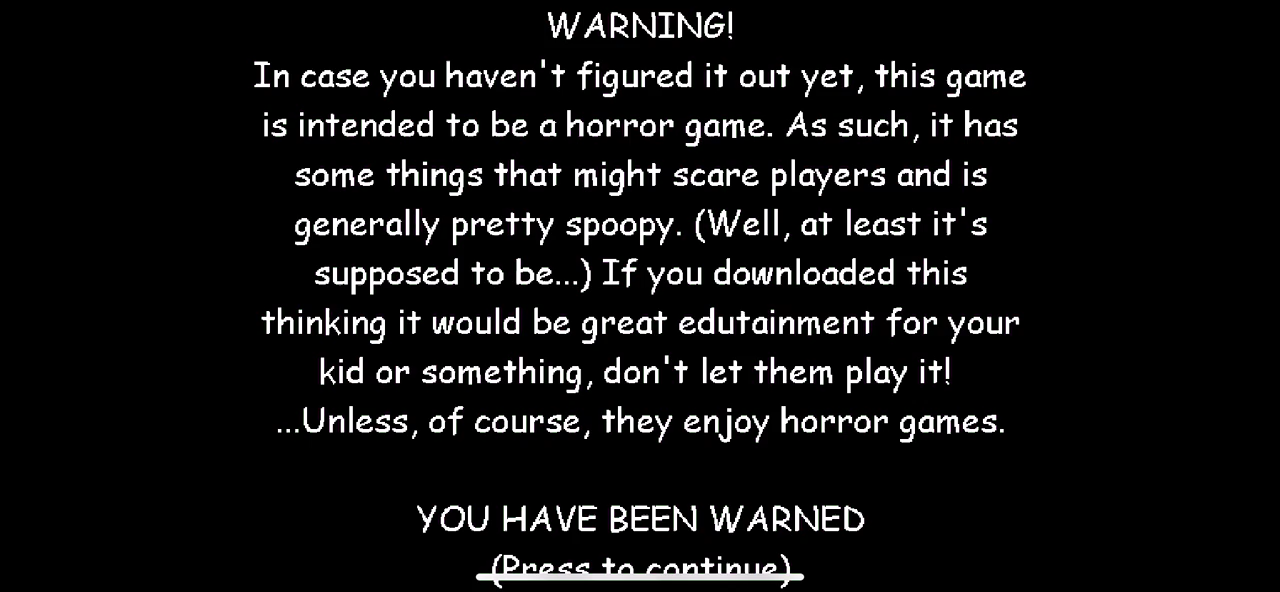 WARNING!
In case you haven't figured it out yet, this game
is intended to be a horror game. As such, it has
some things that might scare players and is
generally pretty spoopy. (Well, at least it's
supposed to be...) If you downloaded this
thinking it would be great edutainment for your
kid or something, don't let them play it!
...Unless, of course, they enjoy horror games.
YOU HAVE BEEN WARNED
(Press to continue)